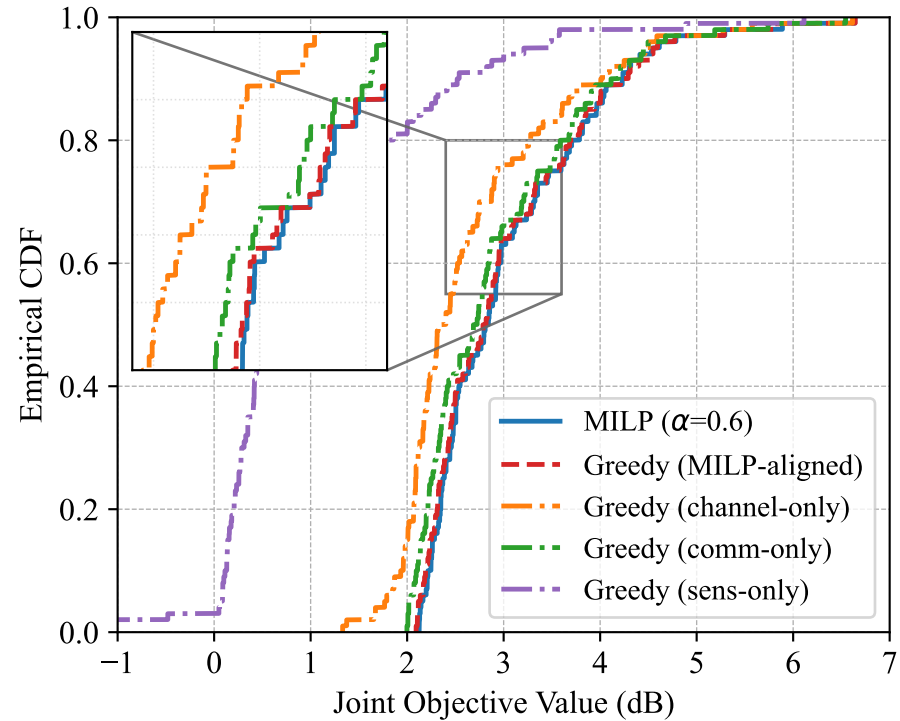 1.0
0.8
0.6
0.4
0.2
0.0
Empirical CDF
MILP (α=0.6)
Greedy (MILP-aligned)
Greedy (channel-only)
Greedy (comm-only)
Greedy (sens-only)
−1 0 1 2 3 4 5 6 7
Joint Objective Value (dB)